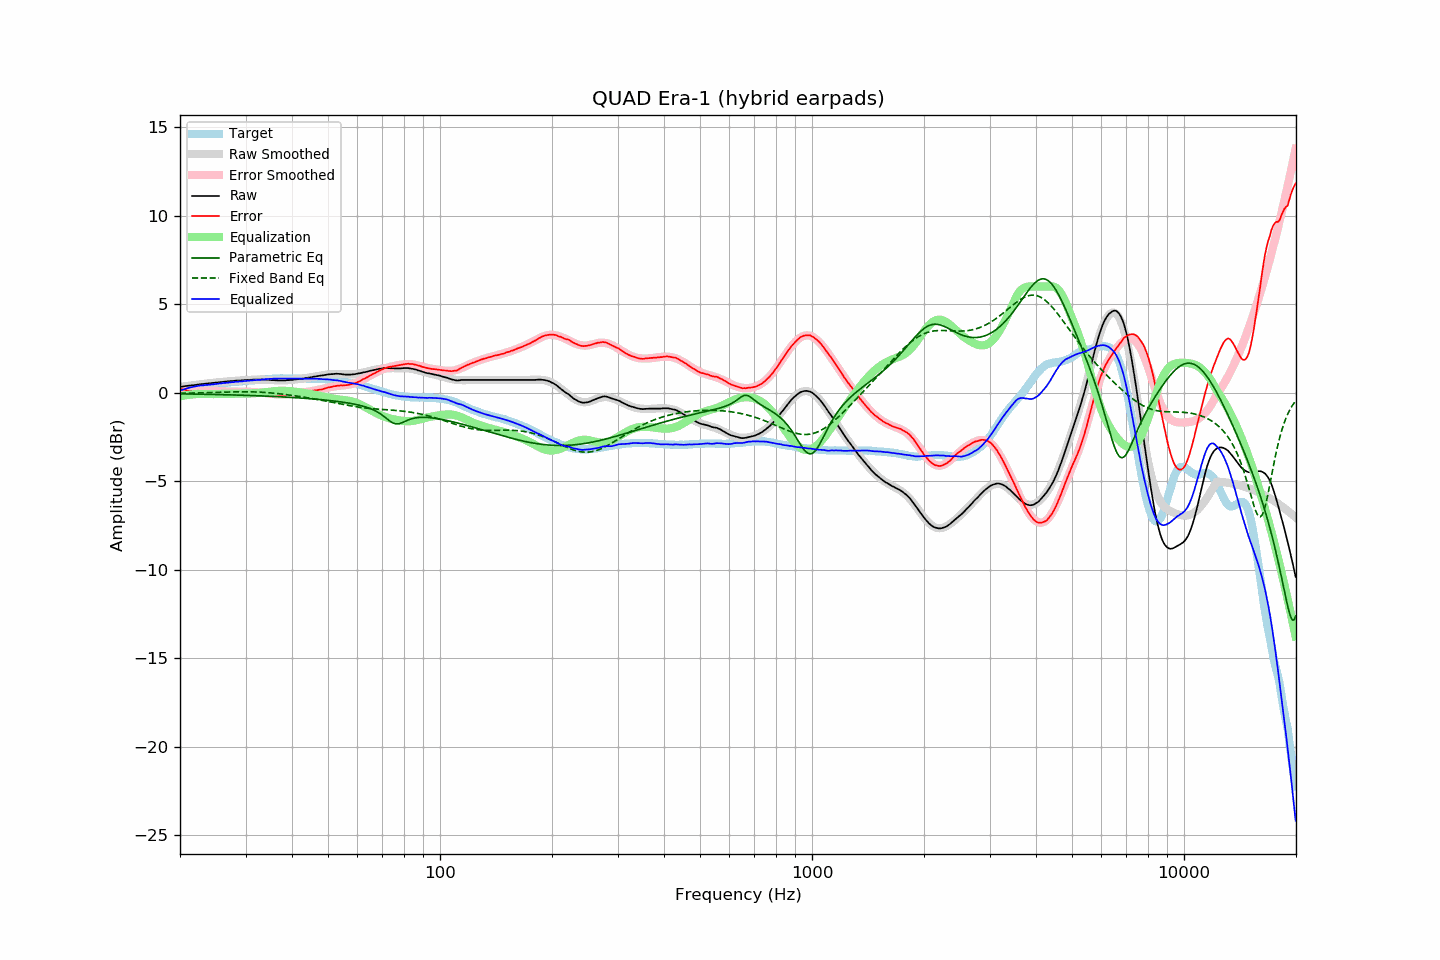 QUAD Era-1 (hybrid earpads)
15
10
5
0
−5
−10
−15
−20
−25
Amplitude (dBr)
Target
Raw Smoothed
Error Smoothed
Raw
Error
Equalization
Parametric Eq
Fixed Band Eq
Equalized
100
1000
10000
Frequency (Hz)